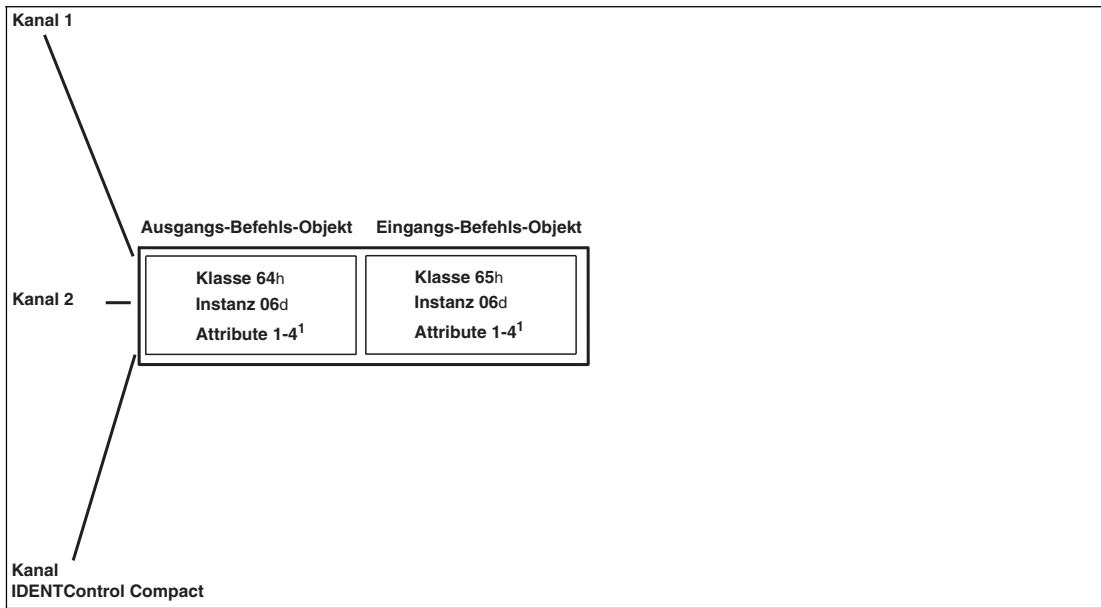 Kanal 1
Ausgangs-Befehls-Objekt Eingangs-Befehls-Objekt
Klasse 64h
Instanz 06d
Attribute 1-4¹
Klasse 65h
Instanz 06d
Attribute 1-4¹
Kanal 2
Kanal
IDENTControl Compact